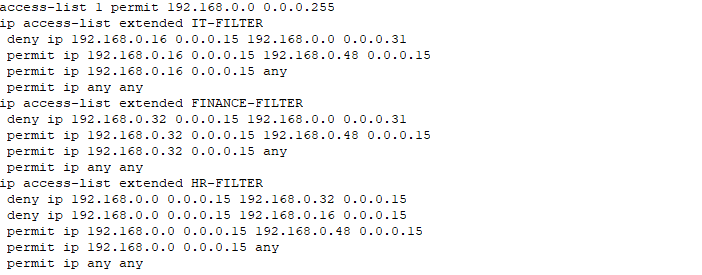 access-list 1 permit 192.168.0.0 0.0.0.255
ip access-list extended IT-FILTER
 deny ip 192.168.0.16 0.0.0.15 192.168.0.0 0.0.0.31
 permit ip 192.168.0.16 0.0.0.15 192.168.0.48 0.0.0.15
 permit ip 192.168.0.16 0.0.0.15 any
 permit ip any any
ip access-list extended FINANCE-FILTER
 deny ip 192.168.0.32 0.0.0.15 192.168.0.0 0.0.0.31
 permit ip 192.168.0.32 0.0.0.15 192.168.0.48 0.0.0.15
 permit ip 192.168.0.32 0.0.0.15 any
 permit ip any any
ip access-list extended HR-FILTER
 deny ip 192.168.0.0 0.0.0.15 192.168.0.32 0.0.0.15
 deny ip 192.168.0.0 0.0.0.15 192.168.0.16 0.0.0.15
 permit ip 192.168.0.0 0.0.0.15 192.168.0.48 0.0.0.15
 permit ip 192.168.0.0 0.0.0.15 any
 permit ip any any